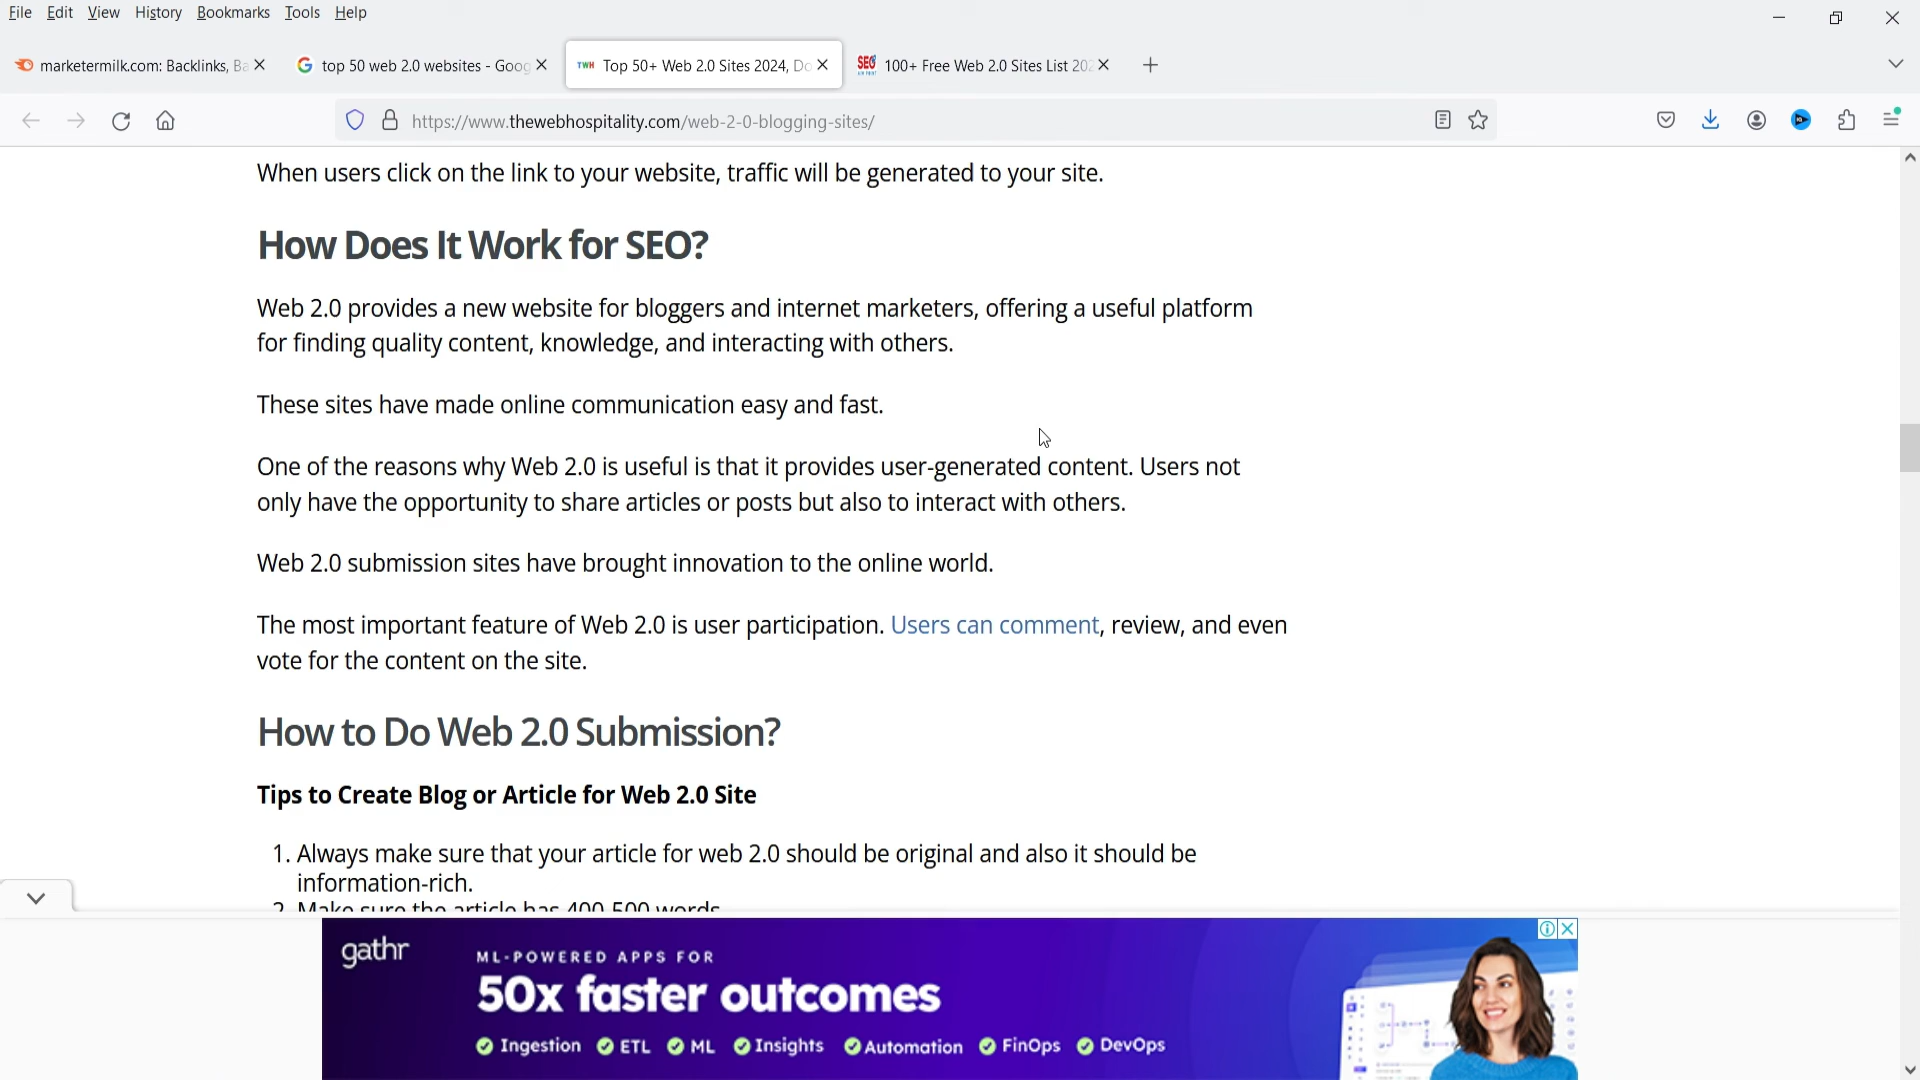 File Edit View History Bookmarks Tools Help
marketermilk.com: Backlinks, Ba
top 50 web 2.0 websites - Goog
TWH Top 50+ Web 2.0 Sites 2024, Do
SEO 100+ Free Web 2.0 Sites List 202
https://www.thewebhospitality.com/web-2-0-blogging-sites/
When users click on the link to your website, traffic will be generated to your site.
How Does It Work for SEO?
Web 2.0 provides a new website for bloggers and internet marketers, offering a useful platform
for finding quality content, knowledge, and interacting with others.
These sites have made online communication easy and fast.
One of the reasons why Web 2.0 is useful is that it provides user-generated content. Users not
only have the opportunity to share articles or posts but also to interact with others.
Web 2.0 submission sites have brought innovation to the online world.
The most important feature of Web 2.0 is user participation. Users can comment, review, and even
vote for the content on the site.
How to Do Web 2.0 Submission?
Tips to Create Blog or Article for Web 2.0 Site
1. Always make sure that your article for web 2.0 should be original and also it should be
information-rich.
2. Make sure the article has 400-500 words
gathr
ML-POWERED APPS FOR
50x faster outcomes
Ingestion ETL ML Insights Automation FinOps DevOps